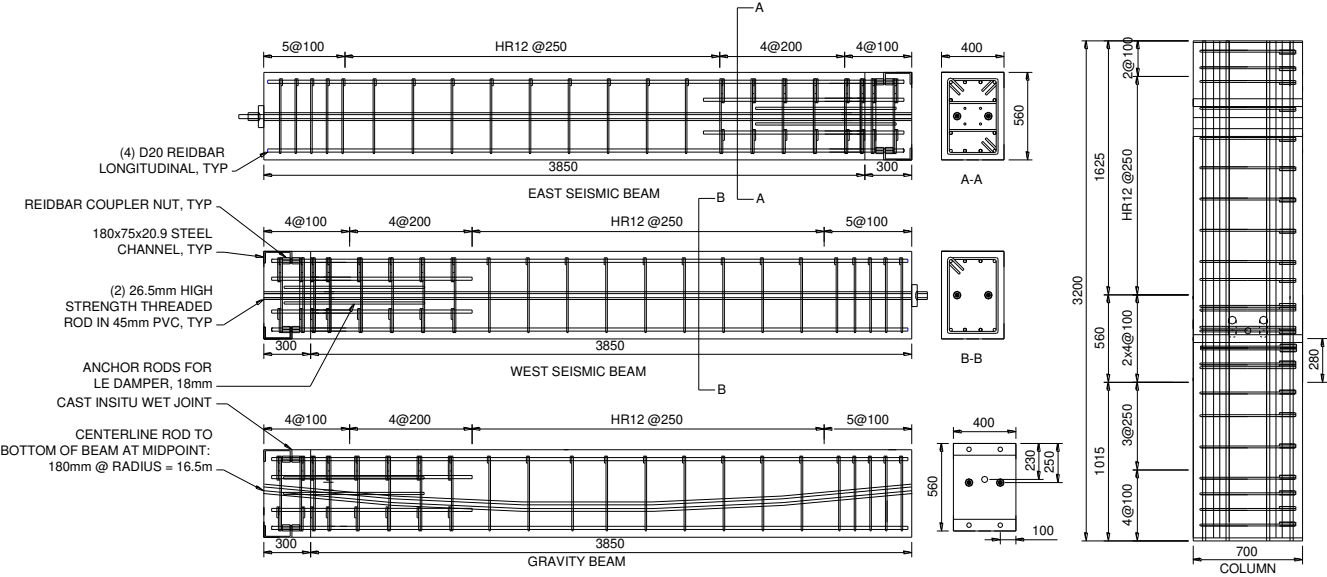 A
5@100
HR12 @250
4@200
4@100
400
560
(4) D20 REIDBAR
LONGITUDINAL, TYP
3850
300
A-A
EAST SEISMIC BEAM
A
REIDBAR COUPLER NUT, TYP
B
4@100
4@200
HR12 @250
5@100
180x75x20.9 STEEL
CHANNEL, TYP
(2) 26.5mm HIGH
STRENGTH THREADED
ROD IN 45mm PVC, TYP
300
3850
B-B
WEST SEISMIC BEAM
ANCHOR RODS FOR
LE DAMPER, 18mm
B
CAST INSITU WET JOINT
4@100
4@200
HR12 @250
5@100
400
CENTERLINE ROD TO
BOTTOM OF BEAM AT MIDPOINT:
180mm @ RADIUS = 16.5m
560
230
250
100
300
3850
GRAVITY BEAM
2@100
1625
HR12 @250
3200
560
2x4@100
280
1015
3@250
4@100
700
COLUMN